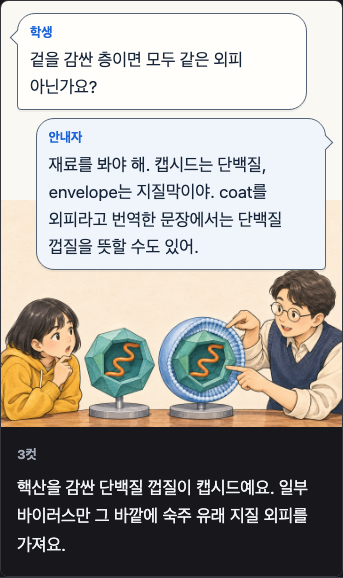 학생
겉을 감싼 층이면 모두 같은 외피
아닌가요?
안내자
재료를 봐야 해. 캡시드는 단백질,
envelope는 지질막이야. coat를
외피라고 번역한 문장에서는 단백질
껍질을 뜻할 수도 있어.
3컷
핵산을 감싼 단백질 껍질이 캡시드예요. 일부
바이러스만 그 바깥에 숙주 유래 지질 외피를
가져요.